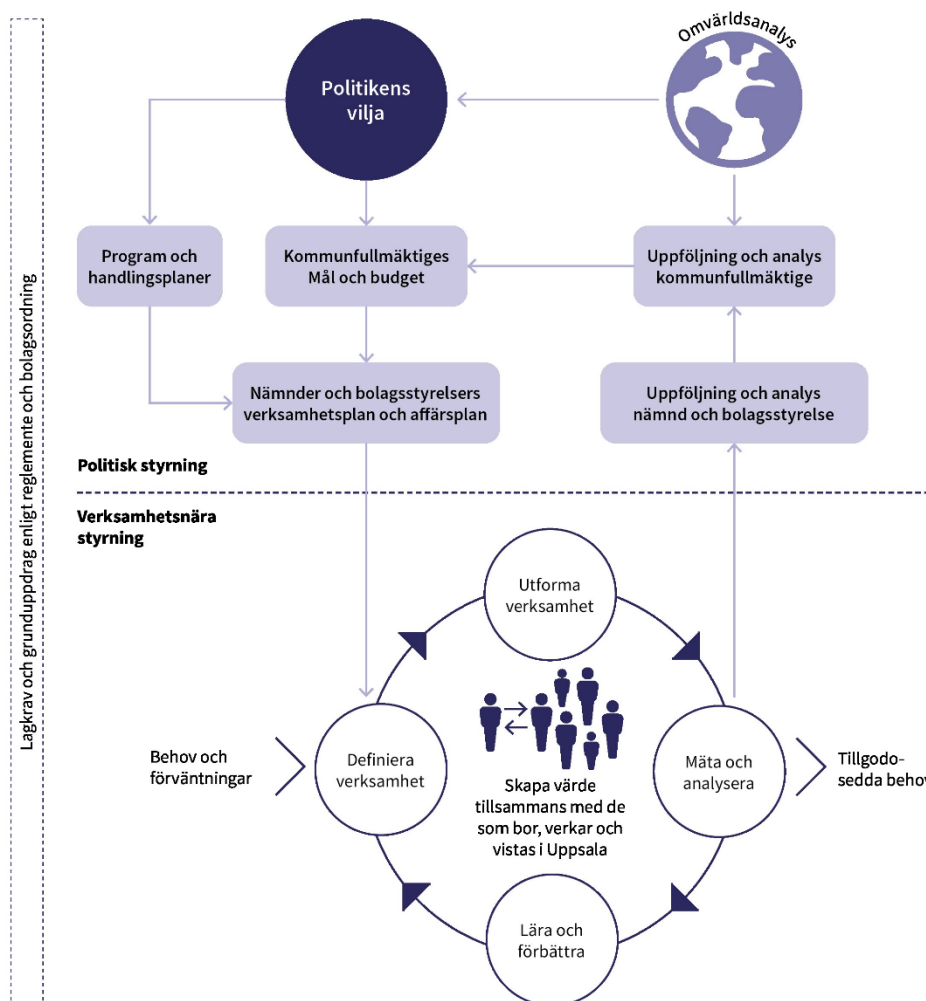 Omvärldsanalys
Politikens
vilja
Program och
handlingsplaner
Kommunfullmäktiges
Mål och budget
Uppföljning och analys
kommunfullmäktige
Nämnder och bolagsstyrelsers
verksamhetsplan och affärsplan
Uppföljning och analys
nämnd och bolagsstyrelse
Politisk styrning
Lagkrav och grunduppdrag enligt reglemente och bolagsordning
Verksamhetsnära
styrning
Utforma
verksamhet
Behov och
förväntningar
Definiera
verksamhet
Skapa värde
tillsammans med de
som bor, verkar och
vistas i Uppsala
Mäta och
analysera
Tillgodo-
sedda behov
Lära och
förbättra